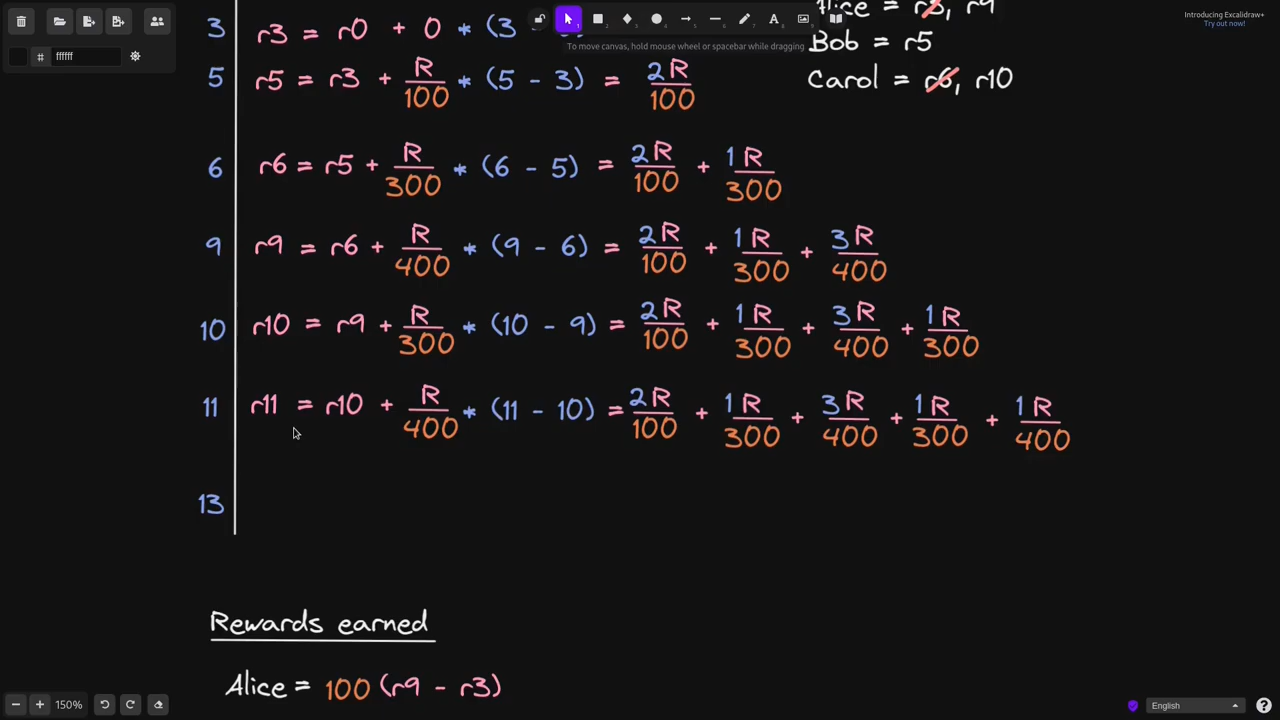 Introducing Excalidraw+
Try out now!
# ffffff
To move canvas, hold mouse wheel or spacebar while dragging
Alice = r3, r9
Bob = r5
Carol = r6, r10
3 r3 = r0 + 0 * (3
5 r5 = r3 + R/100 * (5 - 3) = 2R/100
6 r6 = r5 + R/300 * (6 - 5) = 2R/100 + 1R/300
9 r9 = r6 + R/400 * (9 - 6) = 2R/100 + 1R/300 + 3R/400
10 r10 = r9 + R/300 * (10 - 9) = 2R/100 + 1R/300 + 3R/400 + 1R/300
11 r11 = r10 + R/400 * (11 - 10) = 2R/100 + 1R/300 + 3R/400 + 1R/300 + 1R/400
13
Rewards earned
Alice = 100 (r9 - r3)
150%
English